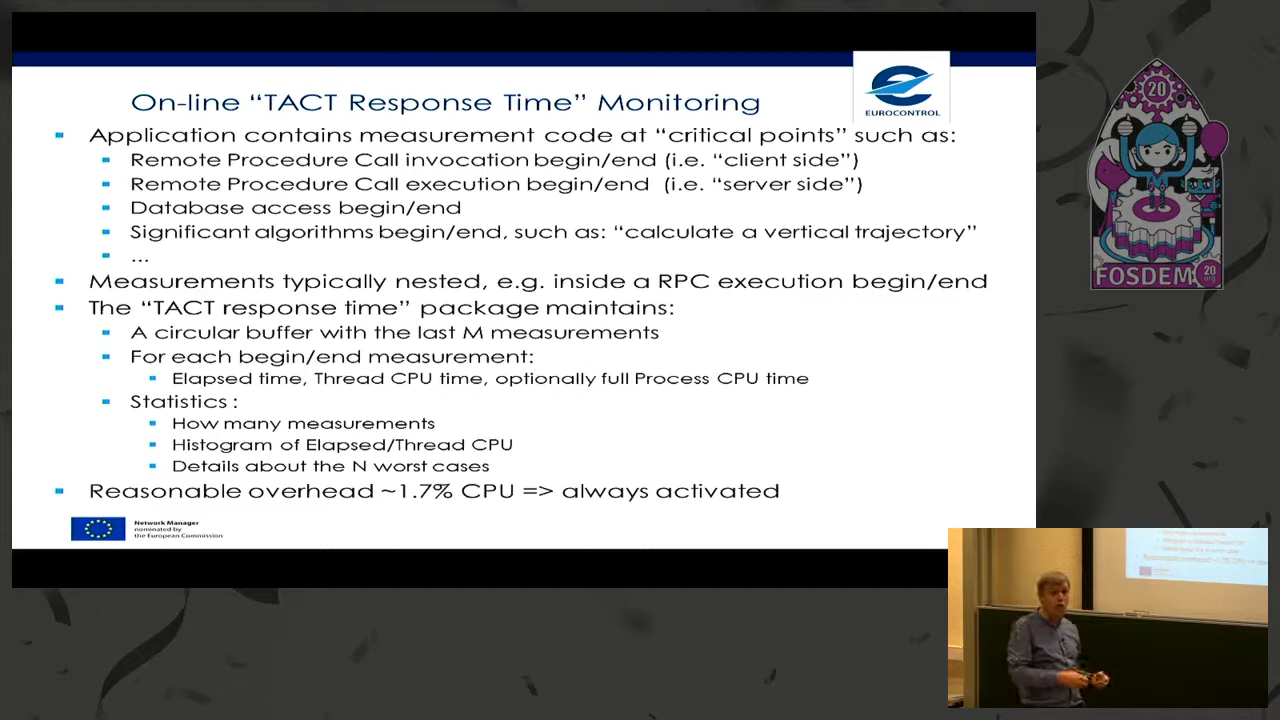 On-line “TACT Response Time” Monitoring
EUROCONTROL
Application contains measurement code at “critical points” such as:
Remote Procedure Call invocation begin/end (i.e. “client side”)
Remote Procedure Call execution begin/end (i.e. “server side”)
Database access begin/end
Significant algorithms begin/end, such as: “calculate a vertical trajectory”
...
Measurements typically nested, e.g. inside a RPC execution begin/end
The “TACT response time” package maintains:
A circular buffer with the last M measurements
For each begin/end measurement:
Elapsed time, Thread CPU time, optionally full Process CPU time
Statistics :
How many measurements
Histogram of Elapsed/Thread CPU
Details about the N worst cases
Reasonable overhead ~1.7% CPU => always activated
Network Manager
nominated by
the European Commission
20
FOSDEM
20
.org